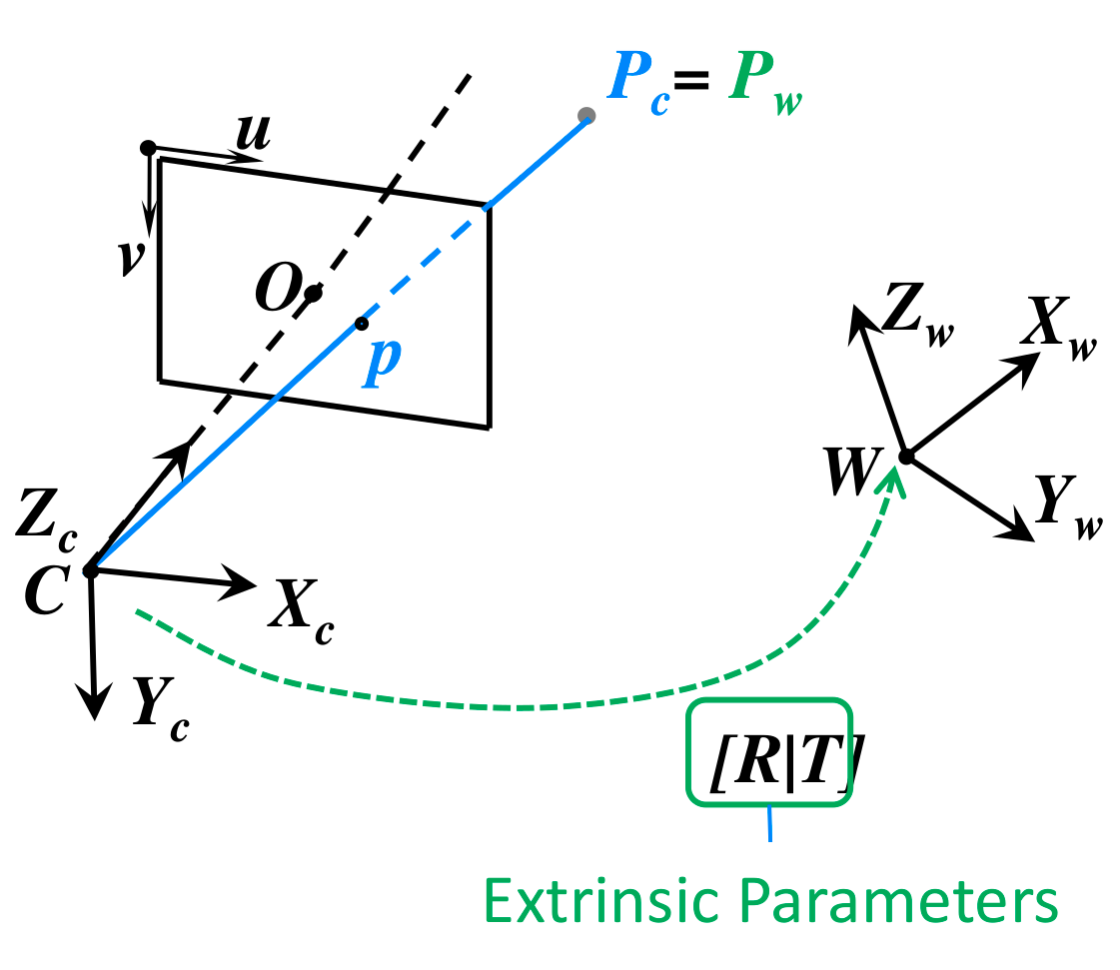 P_c = P_w
u
v
O
p
Z_w
X_w
W
Y_w
Z_c
C
X_c
Y_c
[R|T]
Extrinsic Parameters